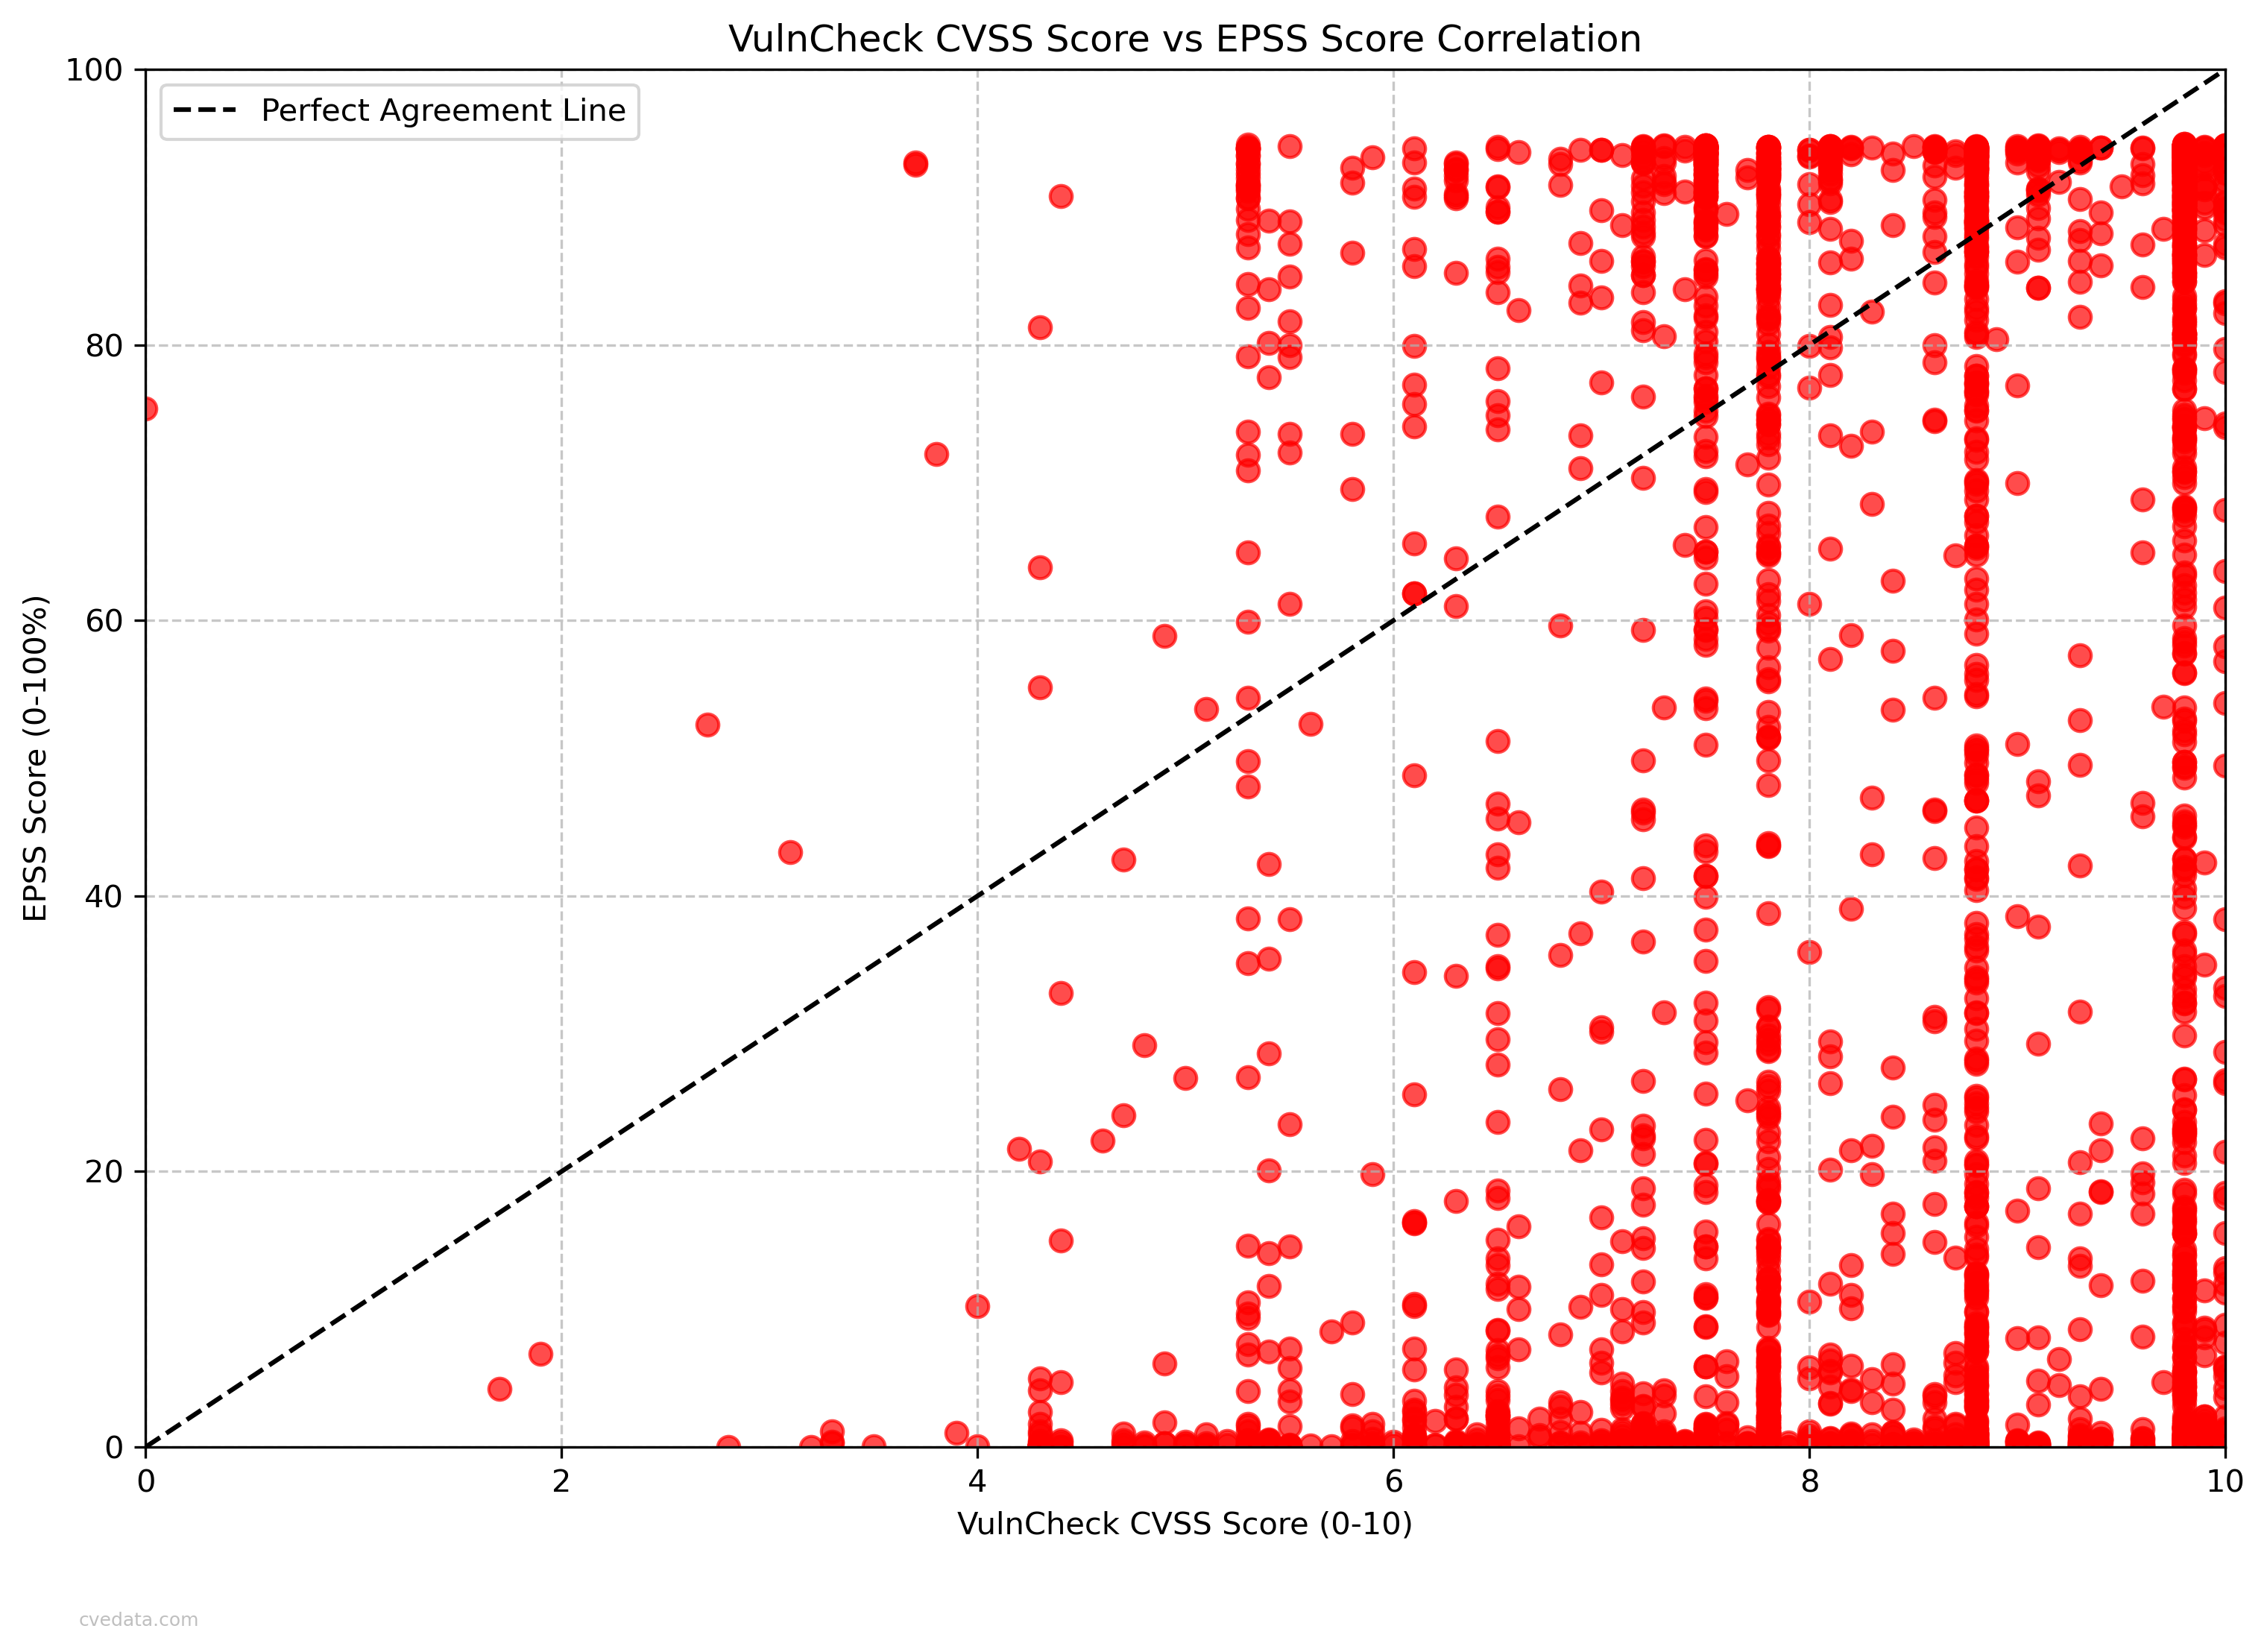 VulnCheck CVSS Score vs EPSS Score Correlation
Perfect Agreement Line
EPSS Score (0-100%)
100
80
60
40
20
0
0 2 4 6 8 10
VulnCheck CVSS Score (0-10)
cvedata.com